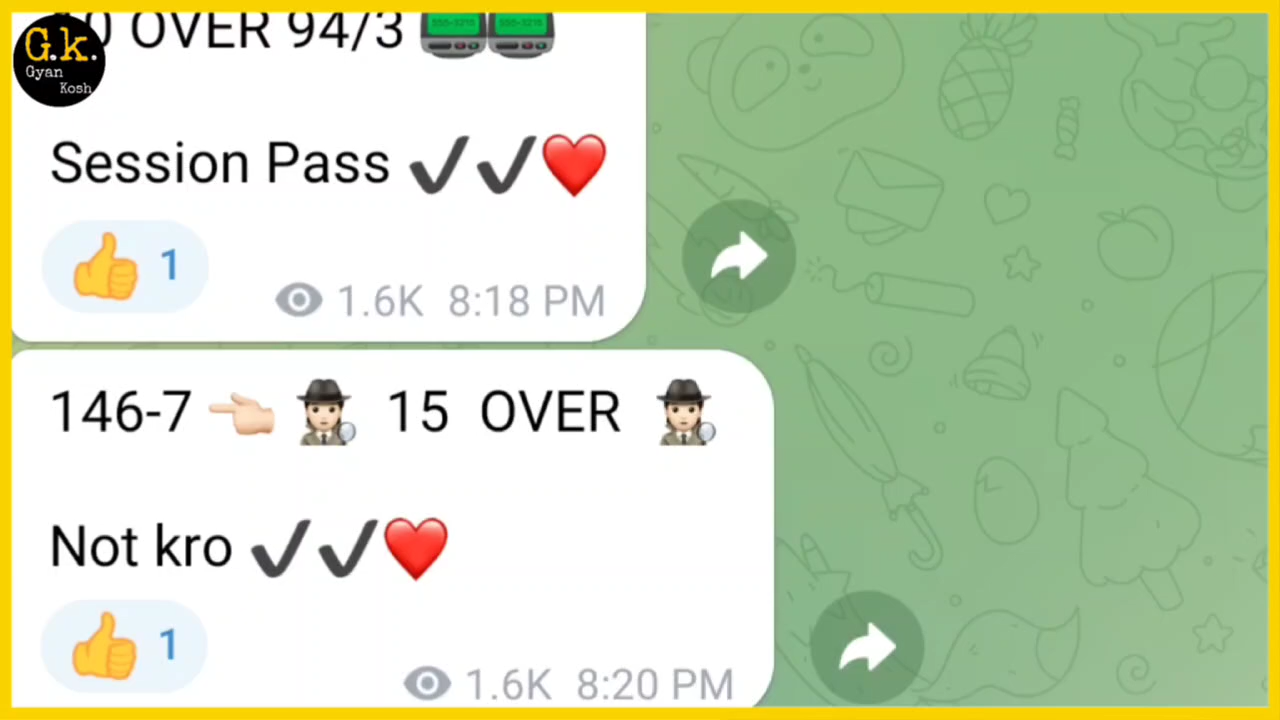 G.k.
Gyan
Kosh
OVER 94/3
Session Pass ✔✔❤️
👍 1
1.6K 8:18 PM
146-7 👈🏻 🕵🏻 15 OVER 🕵🏻
Not kro ✔✔❤️
👍 1
1.6K 8:20 PM